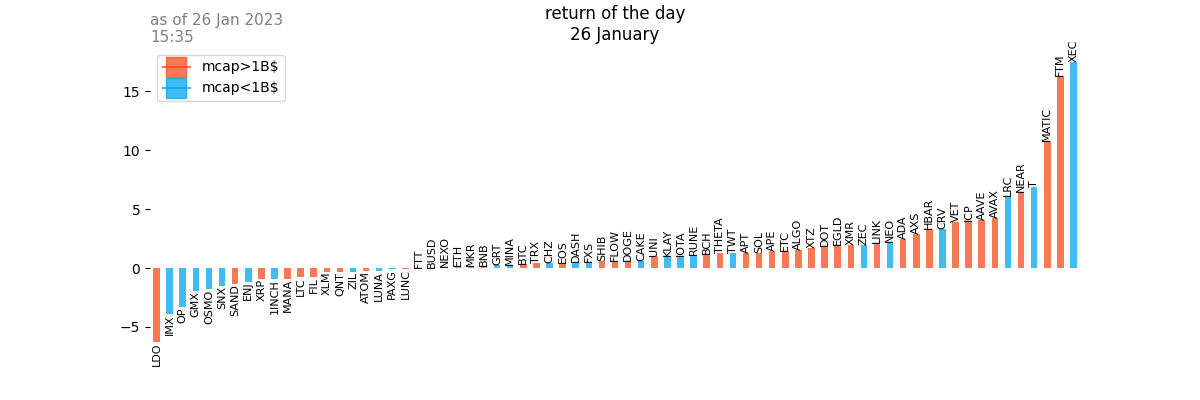 as of 26 Jan 2023
15:35
return of the day
26 January
mcap>1B$
mcap<1B$
15
10
5
0
−5
LDO
IMX
OP
GMX
OSMO
SNX
SAND
ENJ
XRP
1INCH
MANA
LTC
FIL
XLM
QNT
ZIL
ATOM
LUNA
PAXG
LUNC
FTT
BUSD
NEXO
ETH
MKR
BNB
GRT
MINA
BTC
TRX
CHZ
EOS
DASH
FXS
SHIB
FLOW
DOGE
CAKE
UNI
KLAY
IOTA
RUNE
BCH
THETA
TWT
APT
SOL
APE
ETC
ALGO
XTZ
DOT
EGLD
XMR
ZEC
LINK
NEO
ADA
AXS
HBAR
CRV
VET
ICP
AAVE
AVAX
LRC
NEAR
T
MATIC
FTM
XEC